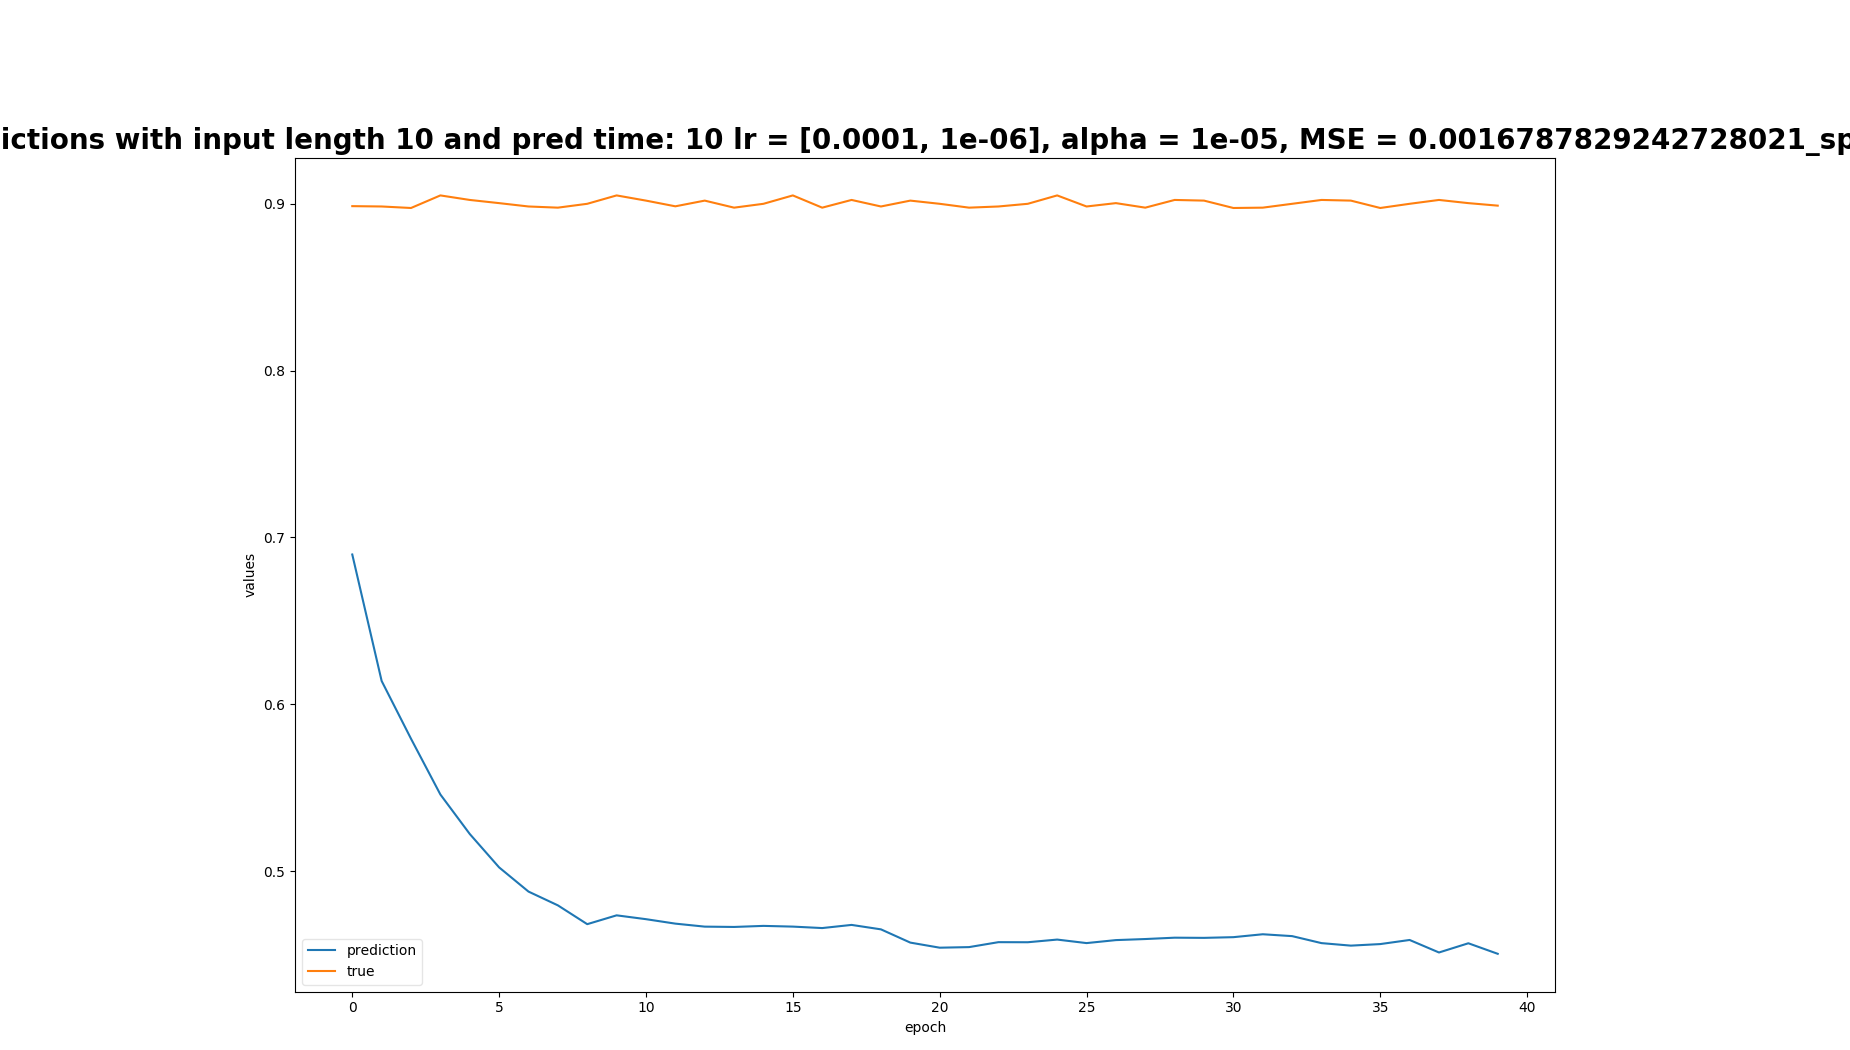 ictions with input length 10 and pred time: 10 lr = [0.0001, 1e-06], alpha = 1e-05, MSE = 0.0016787829242728021_sp
0.9
0.8
0.7
0.6
0.5
values
prediction
true
0 5 10 15 20 25 30 35 40
epoch